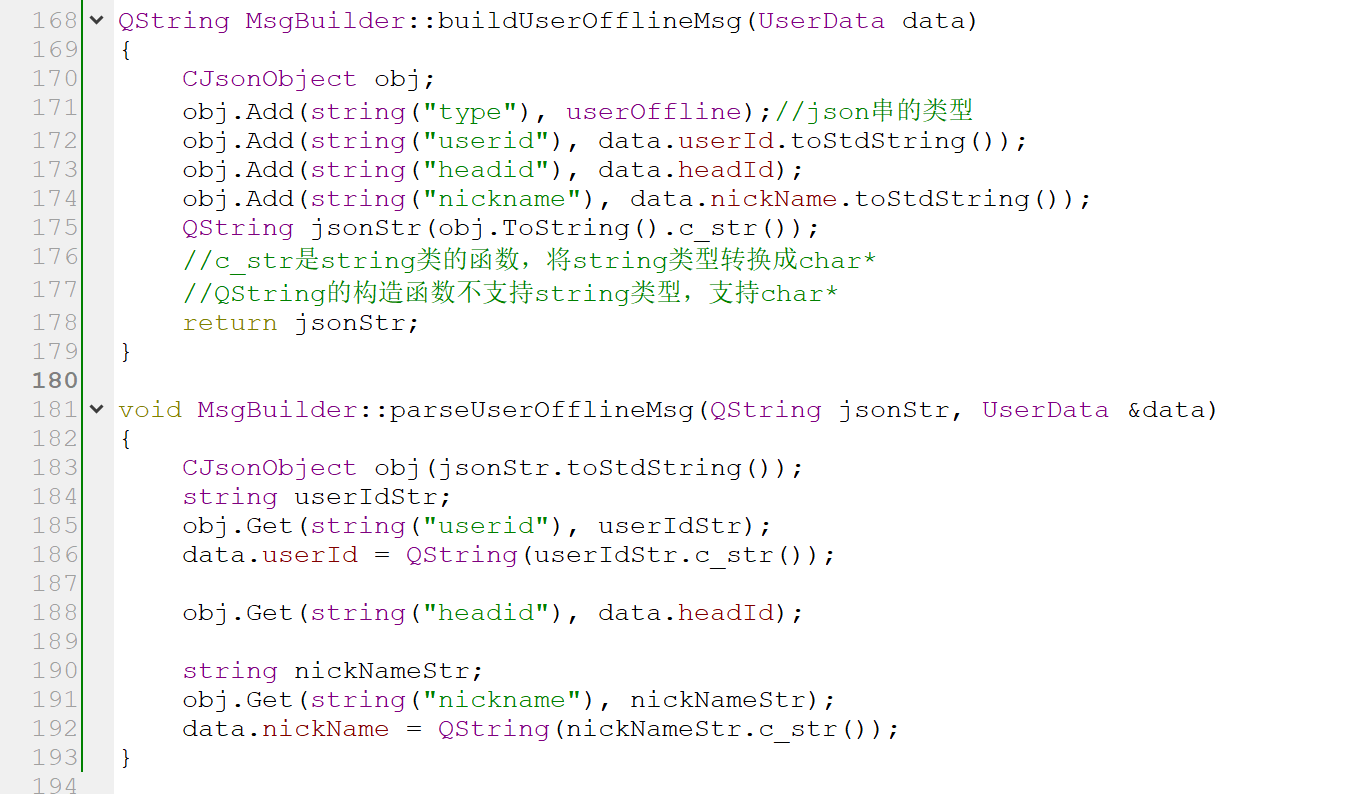 168 QString MsgBuilder::buildUserOfflineMsg(UserData data)
169 {
170     CJsonObject obj;
171     obj.Add(string("type"), userOffline);//json串的类型
172     obj.Add(string("userid"), data.userId.toStdString());
173     obj.Add(string("headid"), data.headId);
174     obj.Add(string("nickname"), data.nickName.toStdString());
175     QString jsonStr(obj.ToString().c_str());
176     //c_str是string类的函数，将string类型转换成char*
177     //QString的构造函数不支持string类型，支持char*
178     return jsonStr;
179 }
180
181 void MsgBuilder::parseUserOfflineMsg(QString jsonStr, UserData &data)
182 {
183     CJsonObject obj(jsonStr.toStdString());
184     string userIdStr;
185     obj.Get(string("userid"), userIdStr);
186     data.userId = QString(userIdStr.c_str());
187
188     obj.Get(string("headid"), data.headId);
189
190     string nickNameStr;
191     obj.Get(string("nickname"), nickNameStr);
192     data.nickName = QString(nickNameStr.c_str());
193 }
194